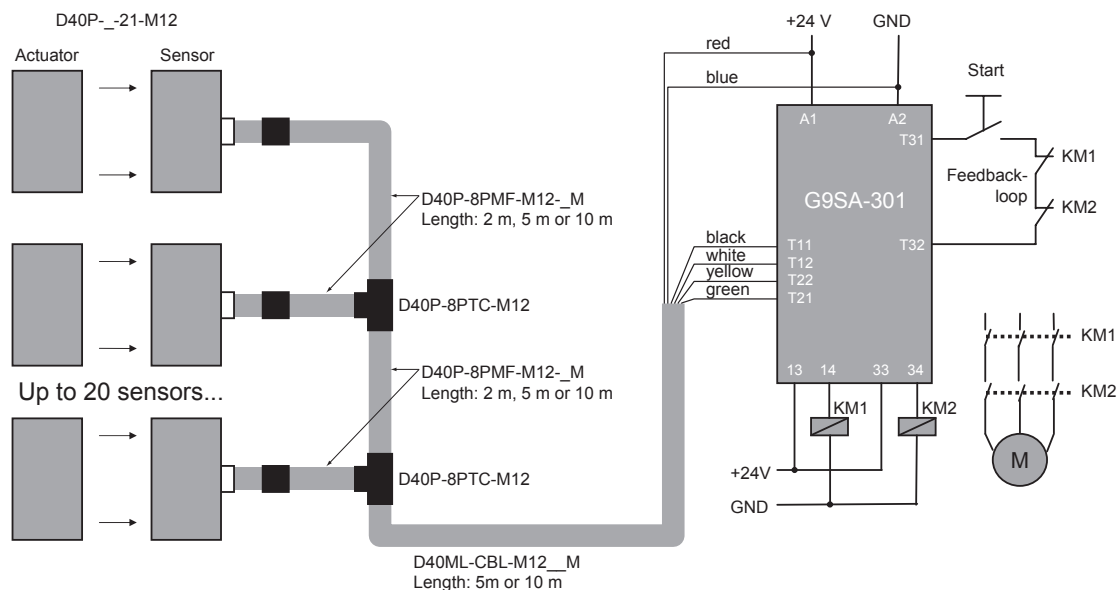 D40P-_-21-M12
Actuator
Sensor
D40P-8PMF-M12-_M
Length: 2 m, 5 m or 10 m
D40P-8PTC-M12
D40P-8PMF-M12-_M
Length: 2 m, 5 m or 10 m
Up to 20 sensors...
D40P-8PTC-M12
D40ML-CBL-M12__M
Length: 5m or 10 m
+24 V
GND
red
blue
A1
A2
Start
T31
KM1
Feedback-
loop
G9SA-301
KM2
black
T11
T32
white
T12
yellow
T22
green
T21
13
14
33
34
KM1
KM2
+24V
GND
KM1
KM2
M